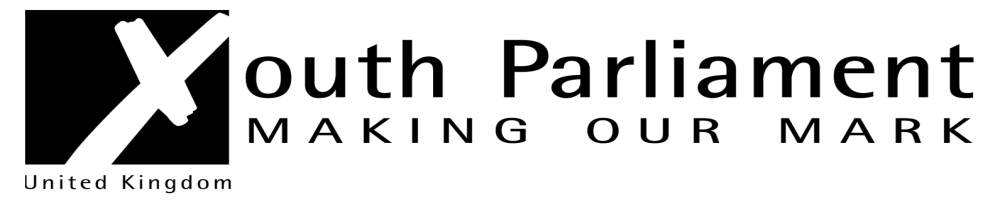 Youth Parliament
MAKING OUR MARK
United Kingdom